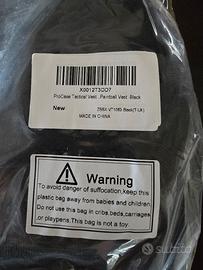 X0012T3DD7
ProCase Tactical Vest , Paintball Vest Black
New
MADE IN CHINA
Warning
To avoid danger of suffocation,keep this
plastic bag away from babies and children.
Do not use this bag in cribs,beds,carriages
or playpens.This bag is not a toy.
subito